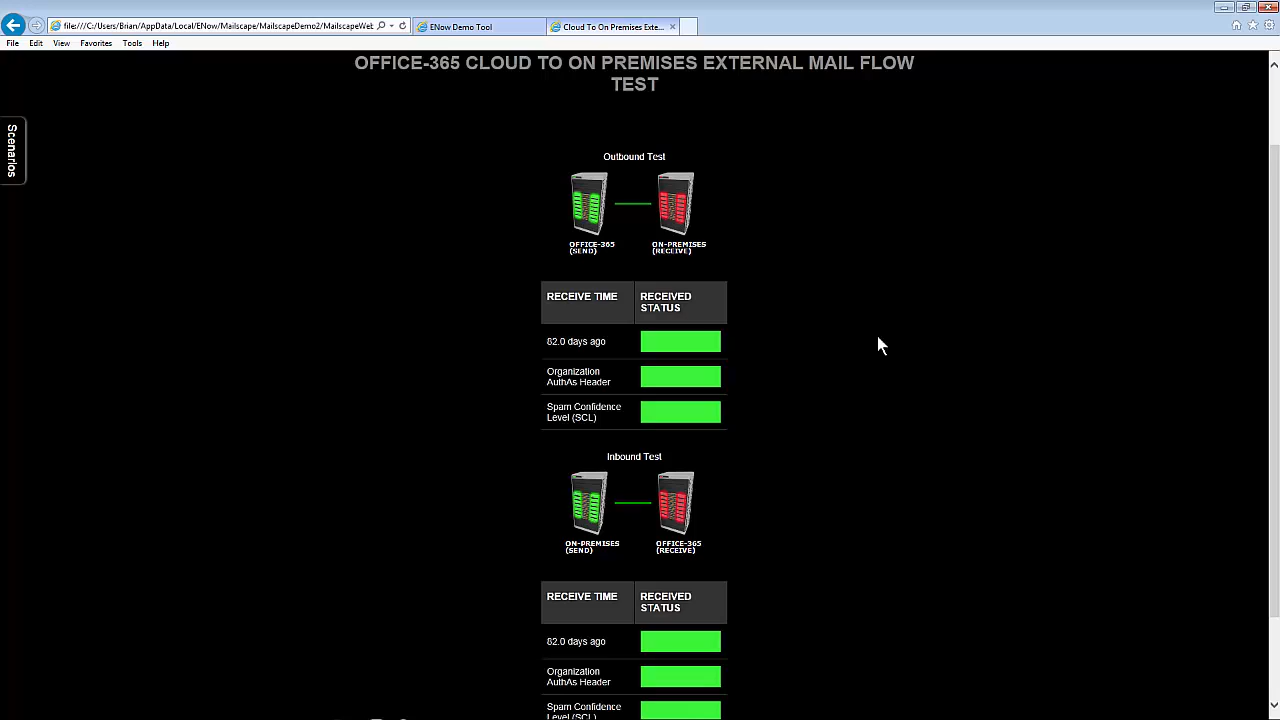 file:///C:/Users/Brian/AppData/Local/ENow/Mailscape/MailscapeDemo2/MailscapeWeb
ENow Demo Tool
Cloud To On Premises Exte...
File Edit View Favorites Tools Help
OFFICE-365 CLOUD TO ON PREMISES EXTERNAL MAIL FLOW
TEST
Scenarios
Outbound Test
OFFICE-365
(SEND)
ON-PREMISES
(RECEIVE)
RECEIVE TIME
RECEIVED
STATUS
82.0 days ago
Organization
AuthAs Header
Spam Confidence
Level (SCL)
Inbound Test
ON-PREMISES
(SEND)
OFFICE-365
(RECEIVE)
RECEIVE TIME
RECEIVED
STATUS
82.0 days ago
Organization
AuthAs Header
Spam Confidence
Level (SCL)